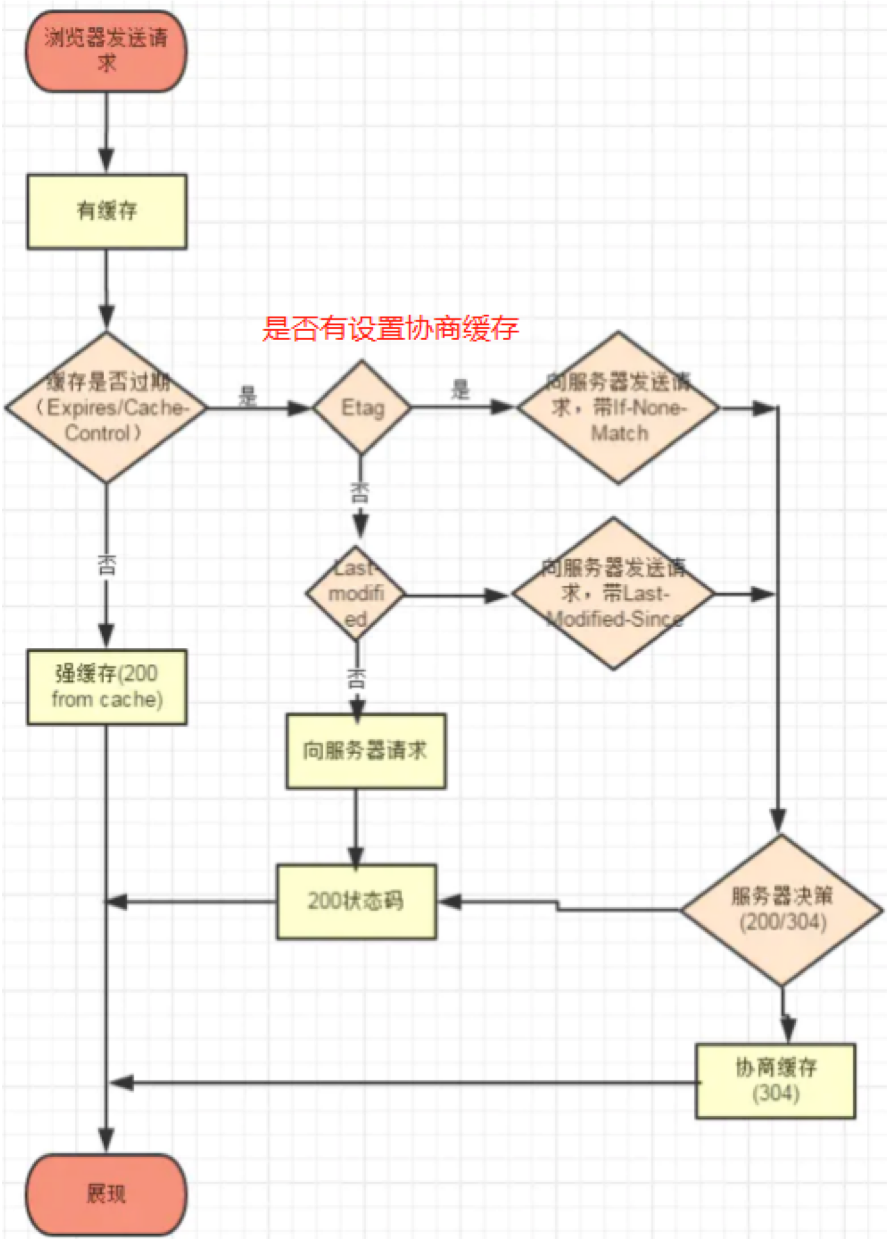 浏览器发送请
求
有缓存
是否有设置协商缓存
缓存是否过期
（Expires/Cache-
Control）
是
Etag
是
向服务器发送请
求，带If-None-
Match
否
否
Last-
modifi
ed
向服务器发送请
求，带Last-
Modified-Since
强缓存(200
from cache)
否
向服务器请求
200状态码
服务器决策
(200/304)
协商缓存
(304)
展现